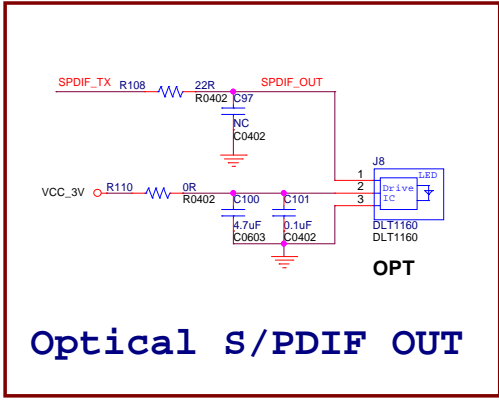 SPDIF_TX R108 22R SPDIF_OUT
R0402 C97
NC
C0402
J8
LED
1
VCC_3V R110 0R 2 Drive
R0402 C100 C101 3 IC
4.7uF 0.1uF DLT1160
C0603 C0402 DLT1160
OPT
Optical S/PDIF OUT